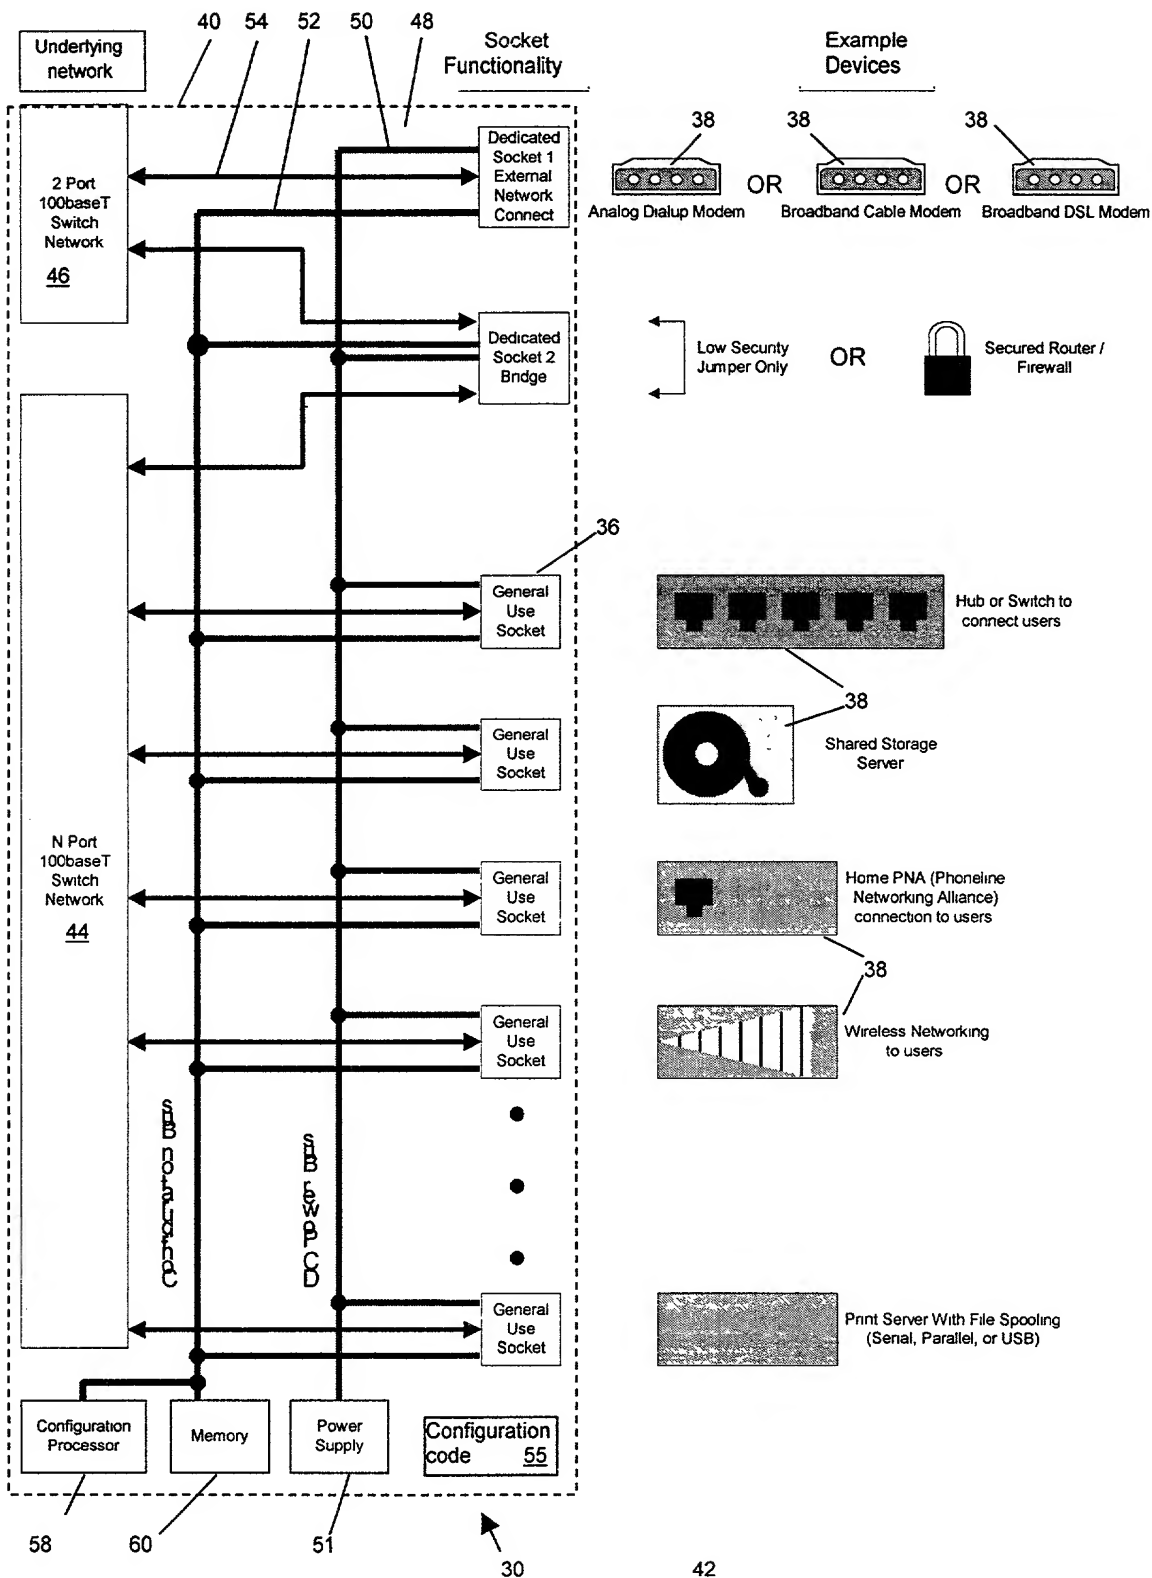 40 54 52 50 48
Underlying
network
Socket
Functionality
Example
Devices
38 38 38
2 Port
100baseT
Switch
Network
46
Dedicated
Socket 1
External
Network
Connect
OR OR
Analog Dialup Modem Broadband Cable Modem Broadband DSL Modem
Dedicated
Socket 2
Bridge
Low Security
Jumper Only
OR
Secured Router /
Firewall
36
General
Use
Socket
Hub or Switch to
connect users
38
General
Use
Socket
Shared Storage
Server
N Port
100baseT
Switch
Network
44
General
Use
Socket
Home PNA (Phoneline
Networking Alliance)
connection to users
38
General
Use
Socket
Wireless Networking
to users
Configuration Bus
DC Power Bus
General
Use
Socket
Print Server With File Spooling
(Serial, Parallel, or USB)
Configuration
Processor
Memory
Power
Supply
Configuration
code 55
58 60 51 30 42